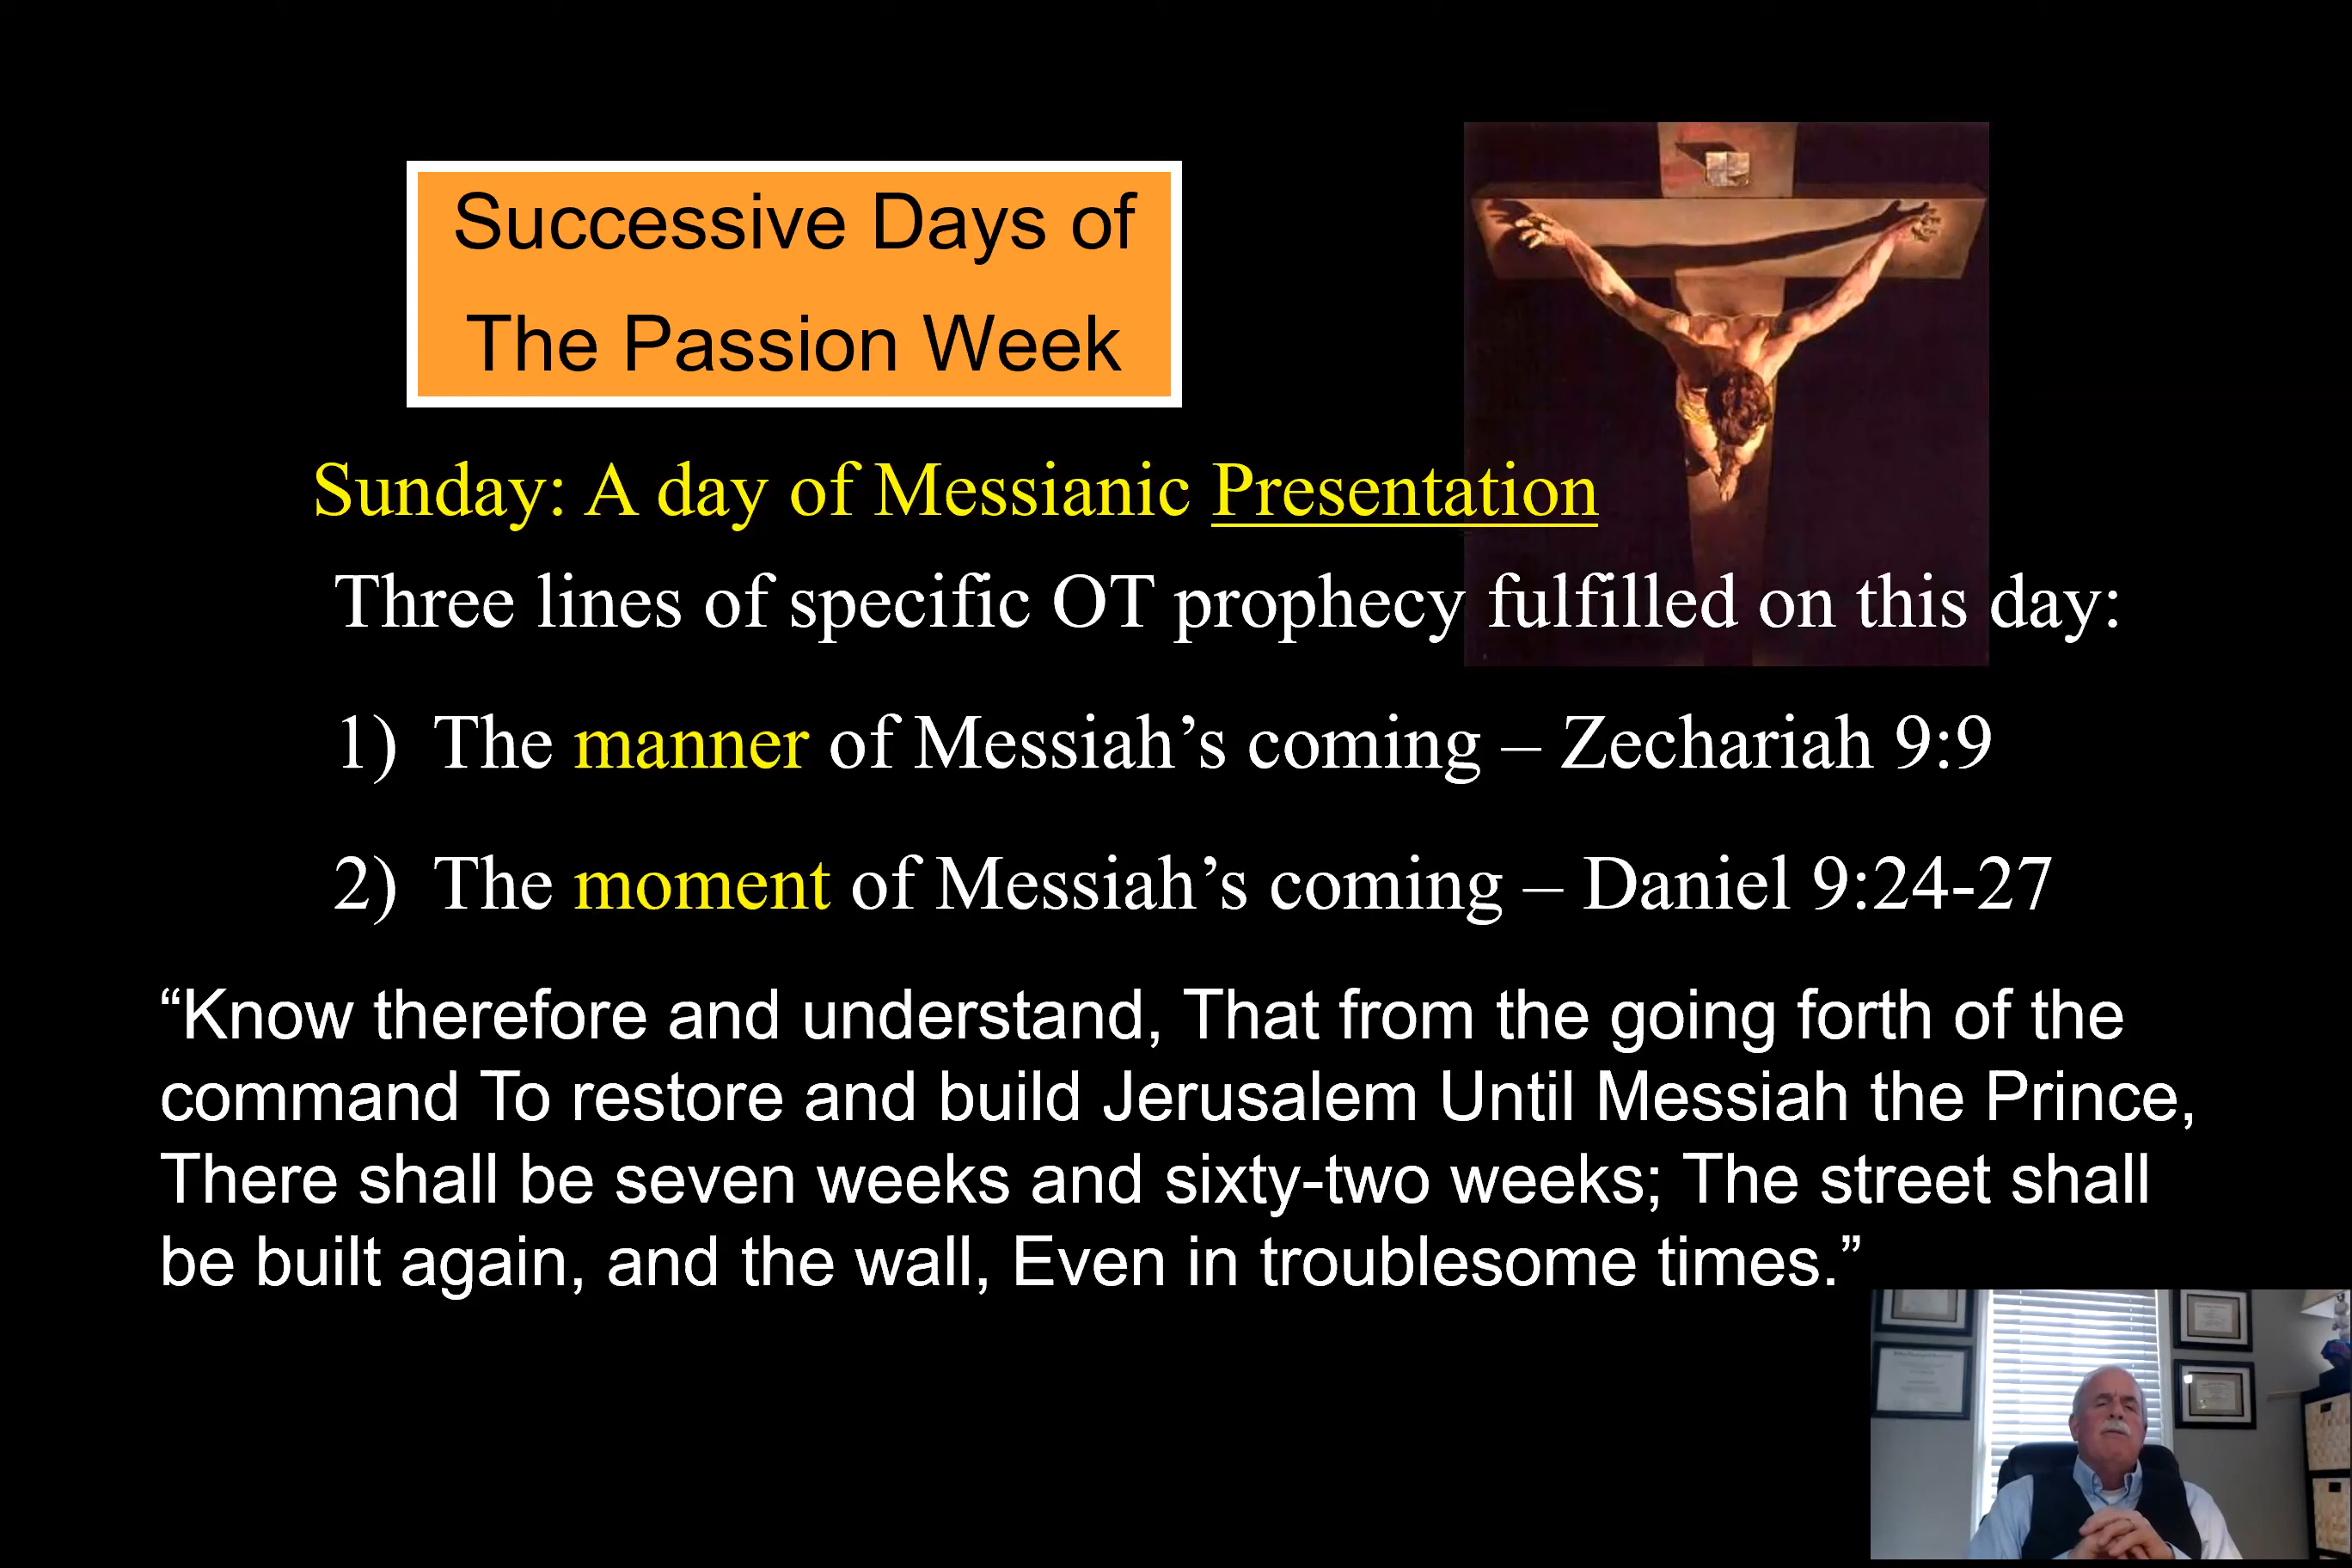 Successive Days of
The Passion Week
Sunday: A day of Messianic Presentation
Three lines of specific OT prophecy fulfilled on this day:
1) The manner of Messiah’s coming – Zechariah 9:9
2) The moment of Messiah’s coming – Daniel 9:24-27
“Know therefore and understand, That from the going forth of the
command To restore and build Jerusalem Until Messiah the Prince,
There shall be seven weeks and sixty-two weeks; The street shall
be built again, and the wall, Even in troublesome times.”